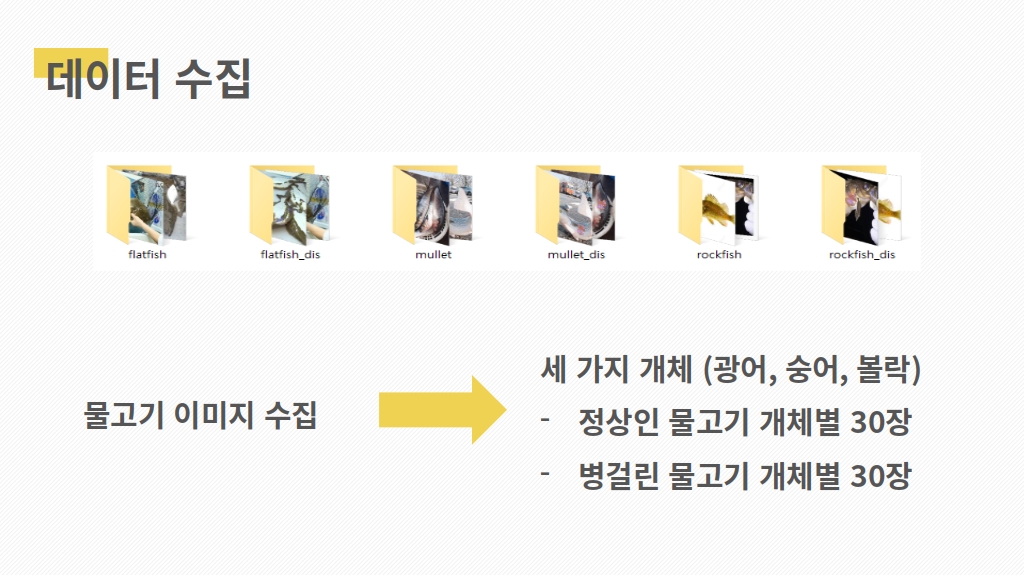 데이터 수집
flatfish
flatfish_dis
mullet
mullet_dis
rockfish
rockfish_dis
물고기 이미지 수집
세 가지 개체 (광어, 숭어, 볼락)
- 정상인 물고기 개체별 30장
- 병걸린 물고기 개체별 30장